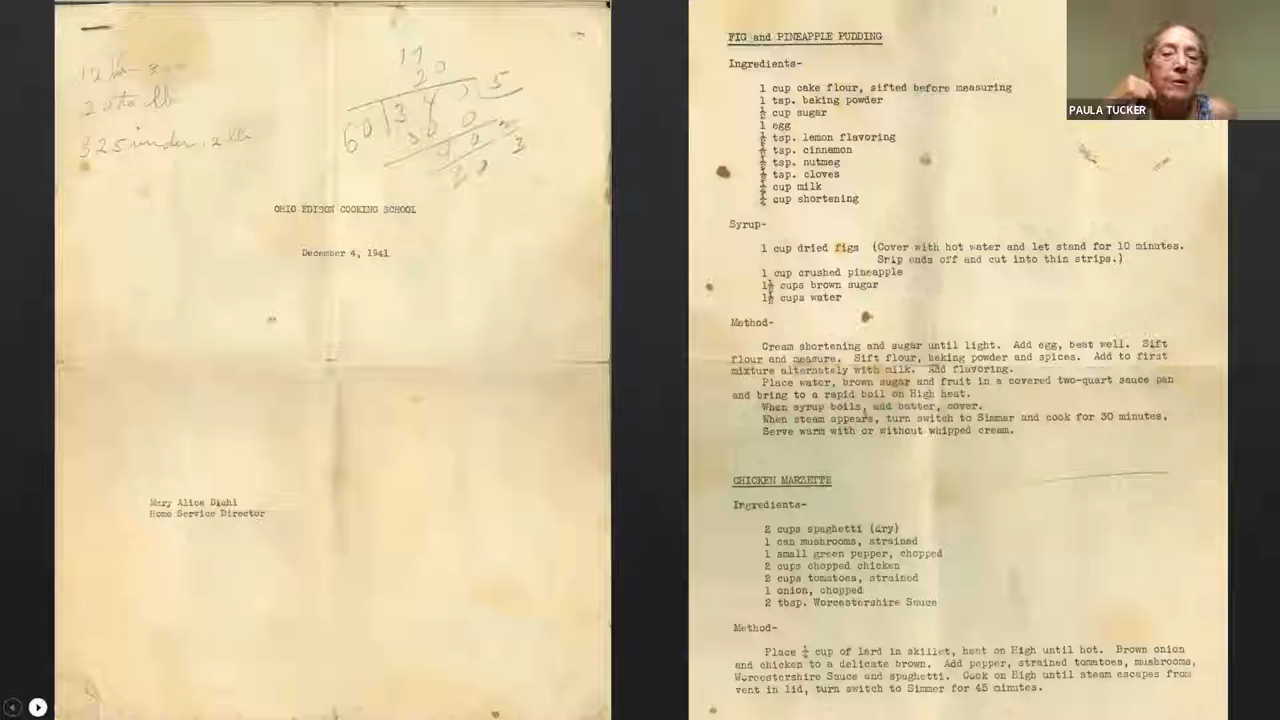 19
20
60 340 5
OHIO EDISON COOKING SCHOOL
December 4, 1941
Mary Alice Diehl
Home Service Director
FIG and PINEAPPLE PUDDING
Ingredients-
1 cup cake flour, sifted before measuring
1 tsp. baking powder
cup sugar
1 egg
tsp. lemon flavoring
tsp. cinnamon
tsp. nutmeg
tsp. cloves
cup milk
cup shortening
Syrup-
1 cup dried figs (Cover with hot water and let stand for 10 minutes.
Snip ends off and cut into thin strips.)
1 cup crushed pineapple
1½ cups brown sugar
1½ cups water
Method-
Cream shortening and sugar until light. Add egg, beat well. Sift
flour and measure. Sift flour, baking powder and spices. Add to first
mixture alternately with milk. Add flavoring.
Place water, brown sugar and fruit in a covered two-quart sauce pan
and bring to a rapid boil on High heat.
When syrup boils, add batter, cover.
When steam appears, turn switch to Simmer and cook for 30 minutes.
Serve warm with or without whipped cream.
CHICKEN MARZETTE
Ingredients-
2 cups spaghetti (dry)
1 can mushrooms, strained
1 small green pepper, chopped
2 cups chopped chicken
2 cups tomatoes, strained
1 onion, chopped
2 tbsp. Worcestershire Sauce
Method-
Place cup of lard in skillet, heat on High until hot. Brown onion
and chicken to a delicate brown. Add pepper, strained tomatoes, mushrooms,
Worcestershire Sauce and spaghetti. Cook on High until steam escapes from
vent in lid, turn switch to Simmer for 45 minutes.
PAULA TUCKER